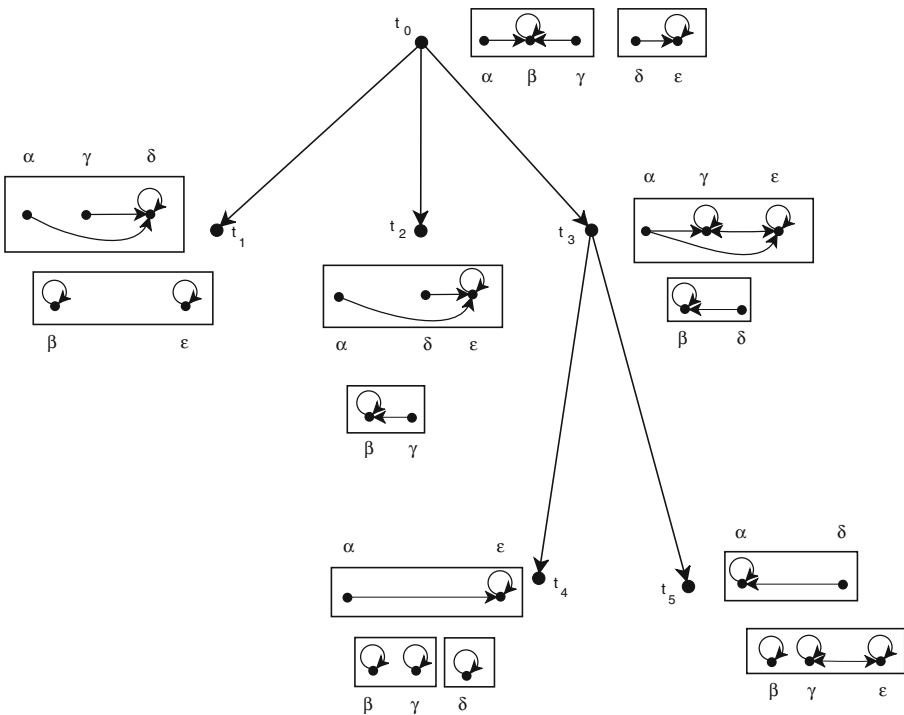 t0
α β γ δ ε
α γ δ
t1
β ε
t2
α δ ε
β γ
t3
α γ ε
β δ
α ε
t4
β γ δ
t5
α δ
β γ ε